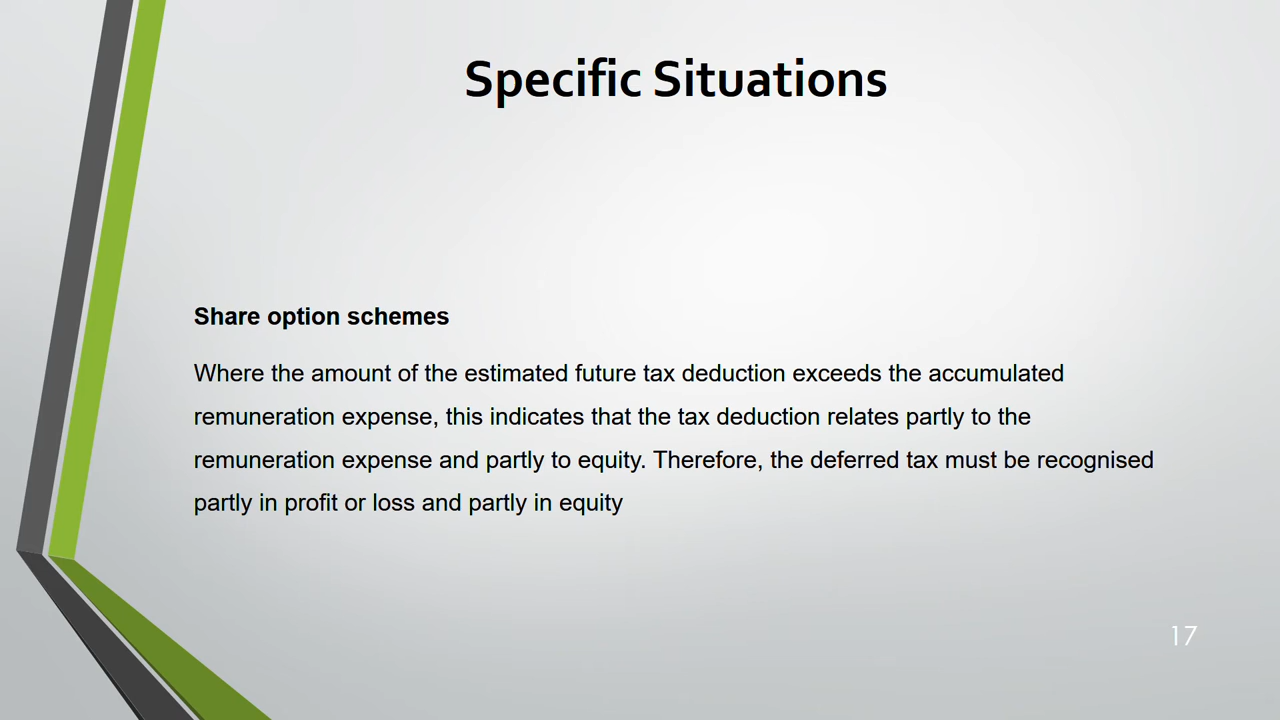 Specific Situations
Share option schemes
Where the amount of the estimated future tax deduction exceeds the accumulated
remuneration expense, this indicates that the tax deduction relates partly to the
remuneration expense and partly to equity. Therefore, the deferred tax must be recognised
partly in profit or loss and partly in equity
17